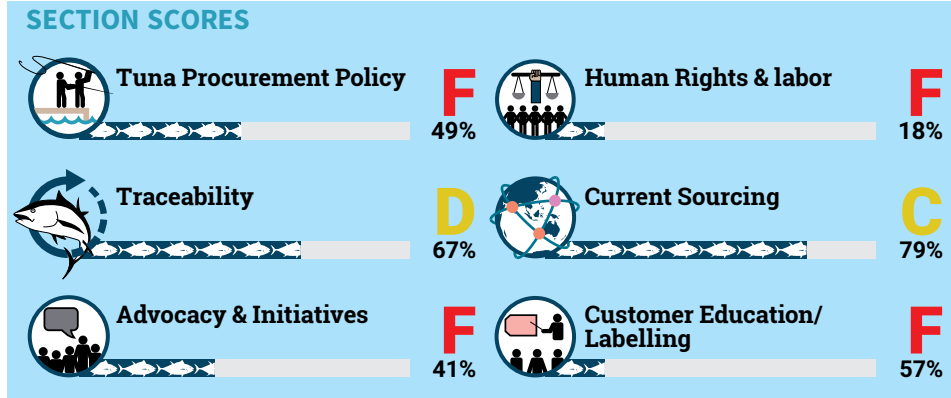 SECTION SCORES
Tuna Procurement Policy
F
49%
Human Rights & labor
F
18%
Traceability
D
67%
Current Sourcing
C
79%
Advocacy & Initiatives
F
41%
Customer Education/
Labelling
F
57%